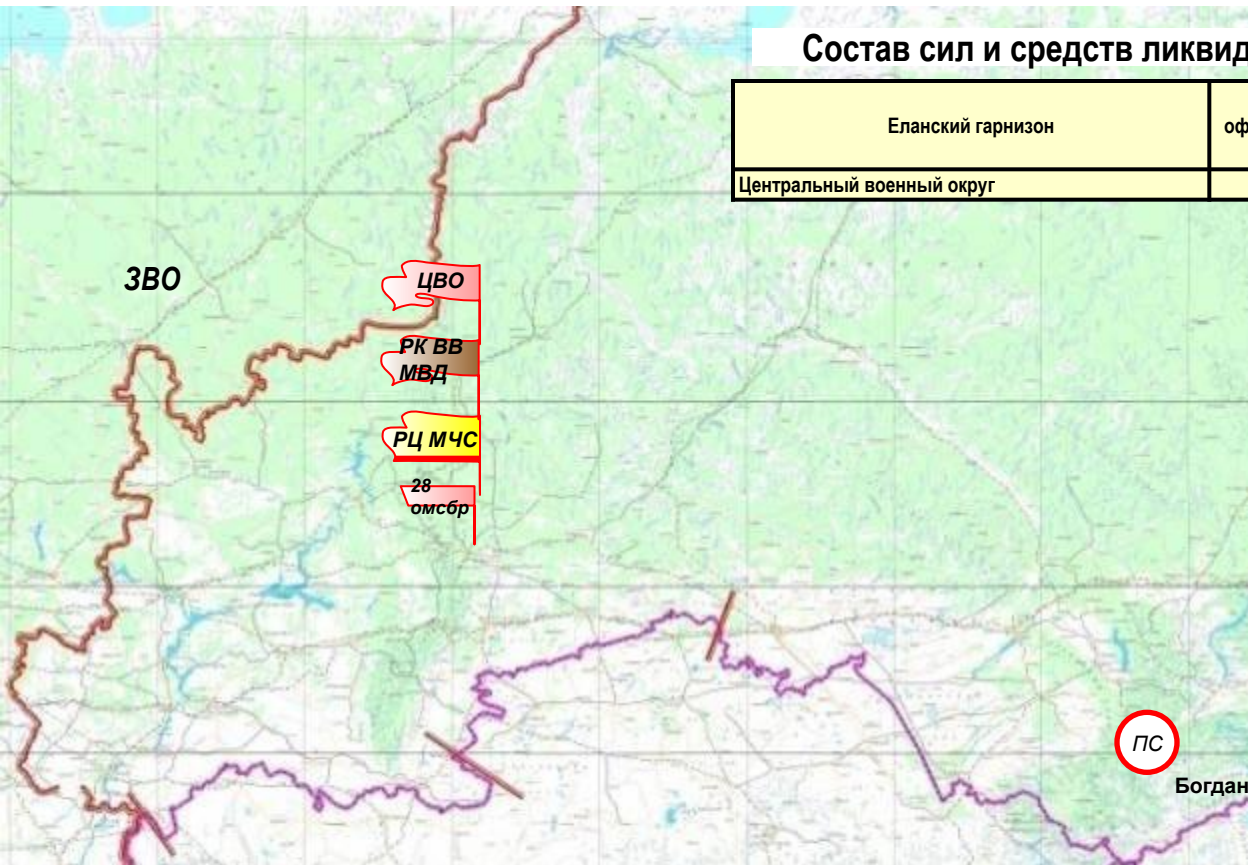 Состав сил и средств ликвид
Еланский гарнизон
оф
Центральный военный округ
ЗВО
ЦВО
РК ВВ
МВД
РЦ МЧС
28
омсбр
ПС
Богдан